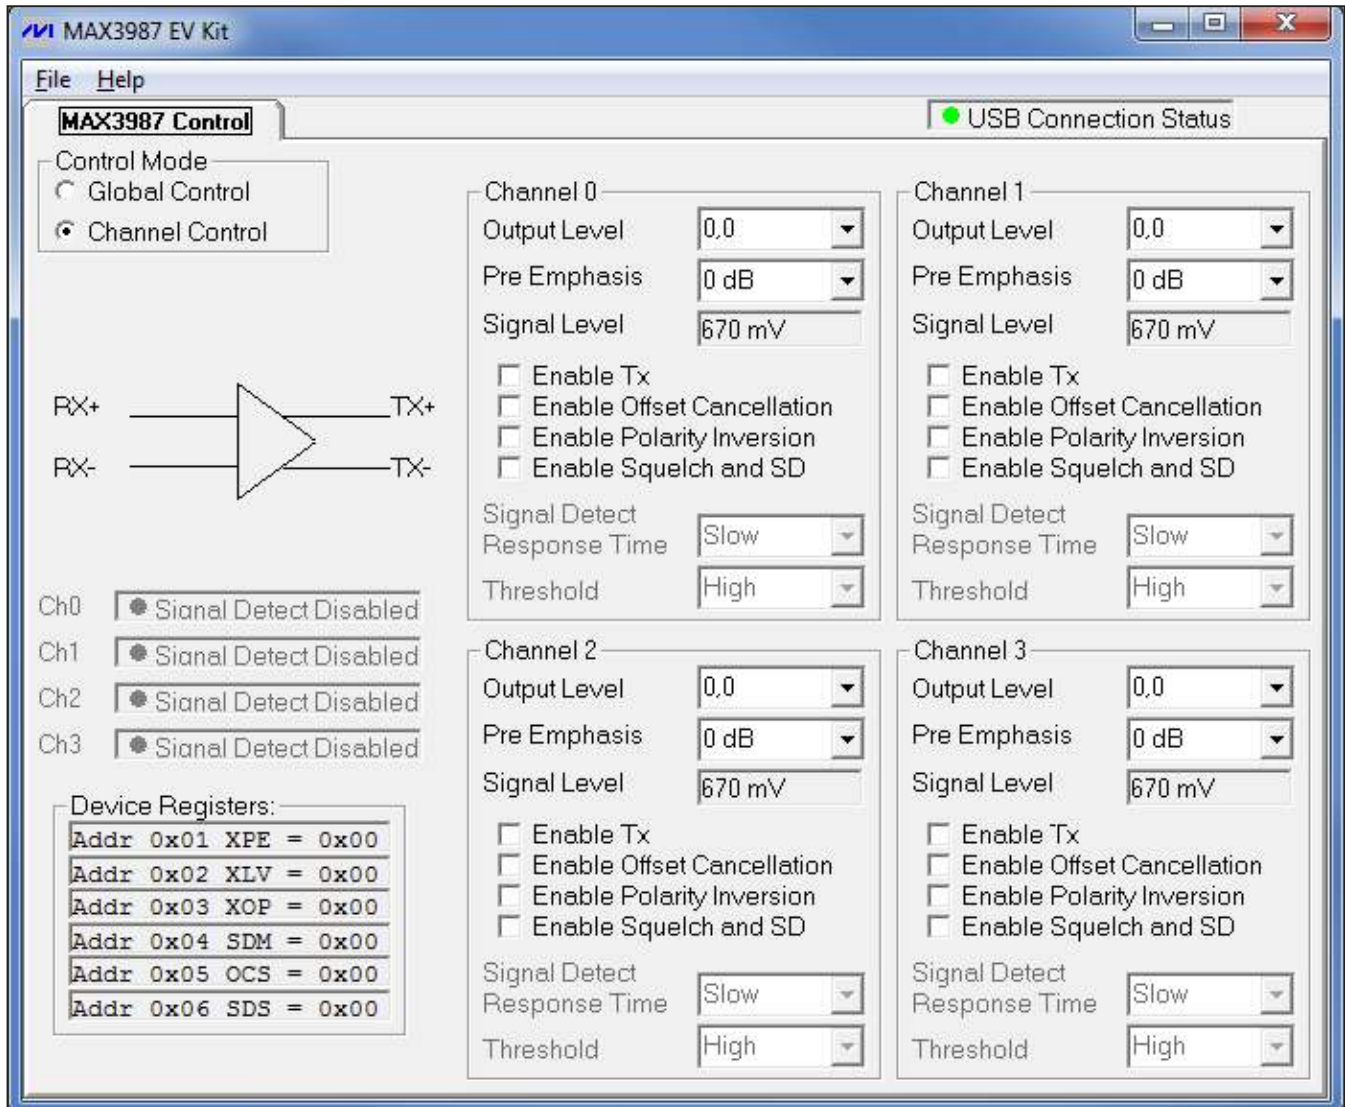 MAX3987 EV Kit
File Help
MAX3987 Control
USB Connection Status
Control Mode
Global Control
Channel Control
RX+ TX+
RX- TX-
Ch0 Signal Detect Disabled
Ch1 Signal Detect Disabled
Ch2 Signal Detect Disabled
Ch3 Signal Detect Disabled
Device Registers:
Addr 0x01 XPE = 0x00
Addr 0x02 XLV = 0x00
Addr 0x03 XOP = 0x00
Addr 0x04 SDM = 0x00
Addr 0x05 OCS = 0x00
Addr 0x06 SDS = 0x00
Channel 0
Output Level 0,0
Pre Emphasis 0 dB
Signal Level 670 mV
Enable Tx
Enable Offset Cancellation
Enable Polarity Inversion
Enable Squelch and SD
Signal Detect
Response Time Slow
Threshold High
Channel 1
Output Level 0,0
Pre Emphasis 0 dB
Signal Level 670 mV
Enable Tx
Enable Offset Cancellation
Enable Polarity Inversion
Enable Squelch and SD
Signal Detect
Response Time Slow
Threshold High
Channel 2
Output Level 0,0
Pre Emphasis 0 dB
Signal Level 670 mV
Enable Tx
Enable Offset Cancellation
Enable Polarity Inversion
Enable Squelch and SD
Signal Detect
Response Time Slow
Threshold High
Channel 3
Output Level 0,0
Pre Emphasis 0 dB
Signal Level 670 mV
Enable Tx
Enable Offset Cancellation
Enable Polarity Inversion
Enable Squelch and SD
Signal Detect
Response Time Slow
Threshold High